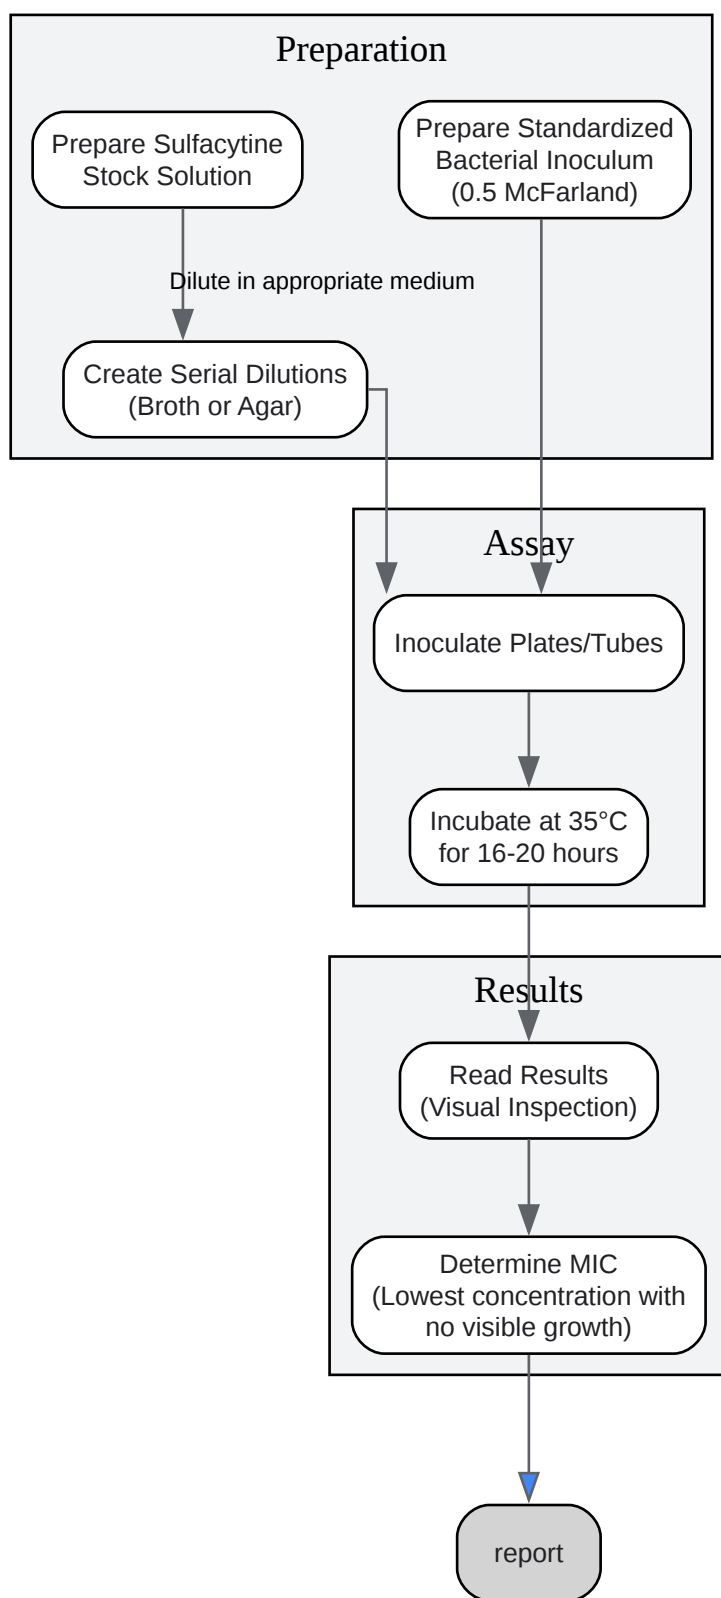 Preparation
Prepare Sulfacytine
Stock Solution
Prepare Standardized
Bacterial Inoculum
(0.5 McFarland)
Dilute in appropriate medium
Create Serial Dilutions
(Broth or Agar)
Assay
Inoculate Plates/Tubes
Incubate at 35°C
for 16-20 hours
Results
Read Results
(Visual Inspection)
Determine MIC
(Lowest concentration with
no visible growth)
report